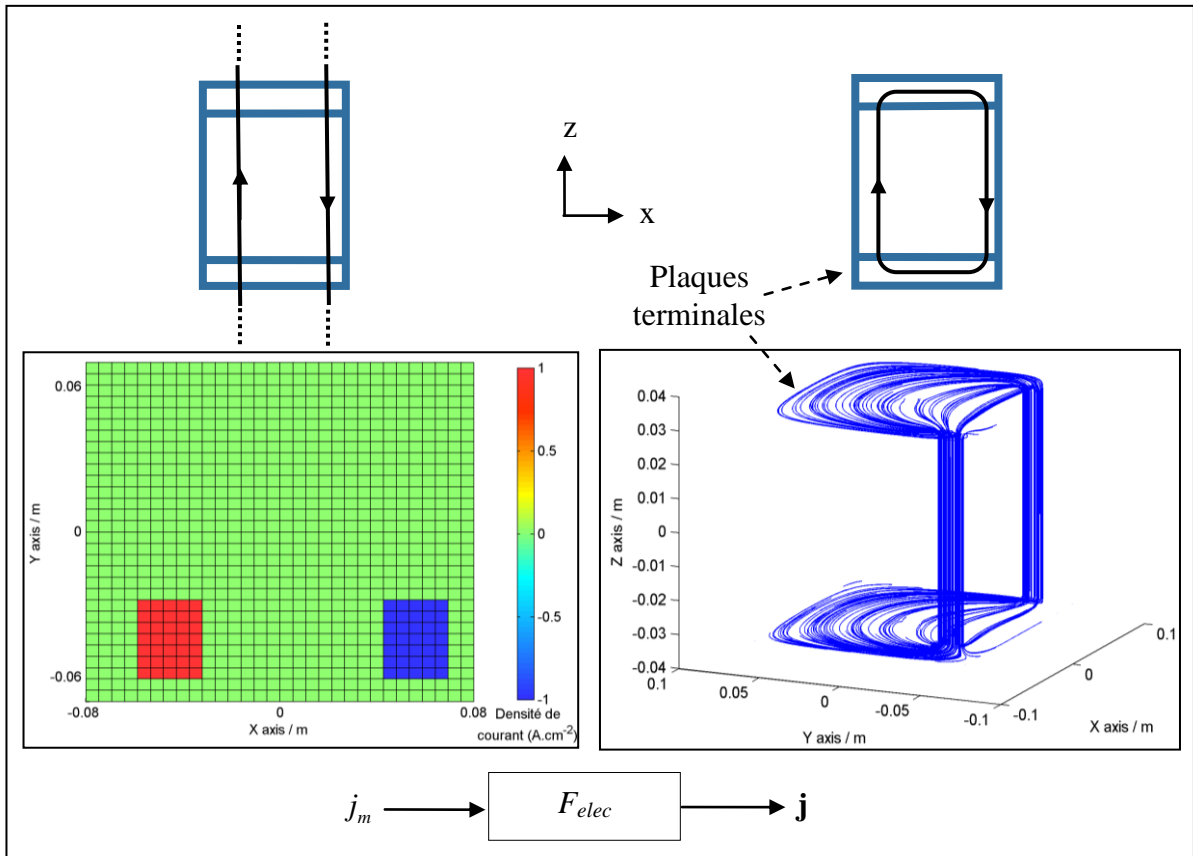 z
x
Plaques
terminales
0.06
0
-0.06
Y axis / m
-0.08
0
0.08
X axis / m
1
0.5
0
-0.5
-1
Densité de
courant (A.cm-2)
0.04
0.03
0.02
0.01
0
-0.01
-0.02
-0.03
-0.04
Z axis / m
0.1
0.05
0
-0.05
-0.1
Y axis / m
-0.1
0
0.1
X axis / m
jm
Felec
j